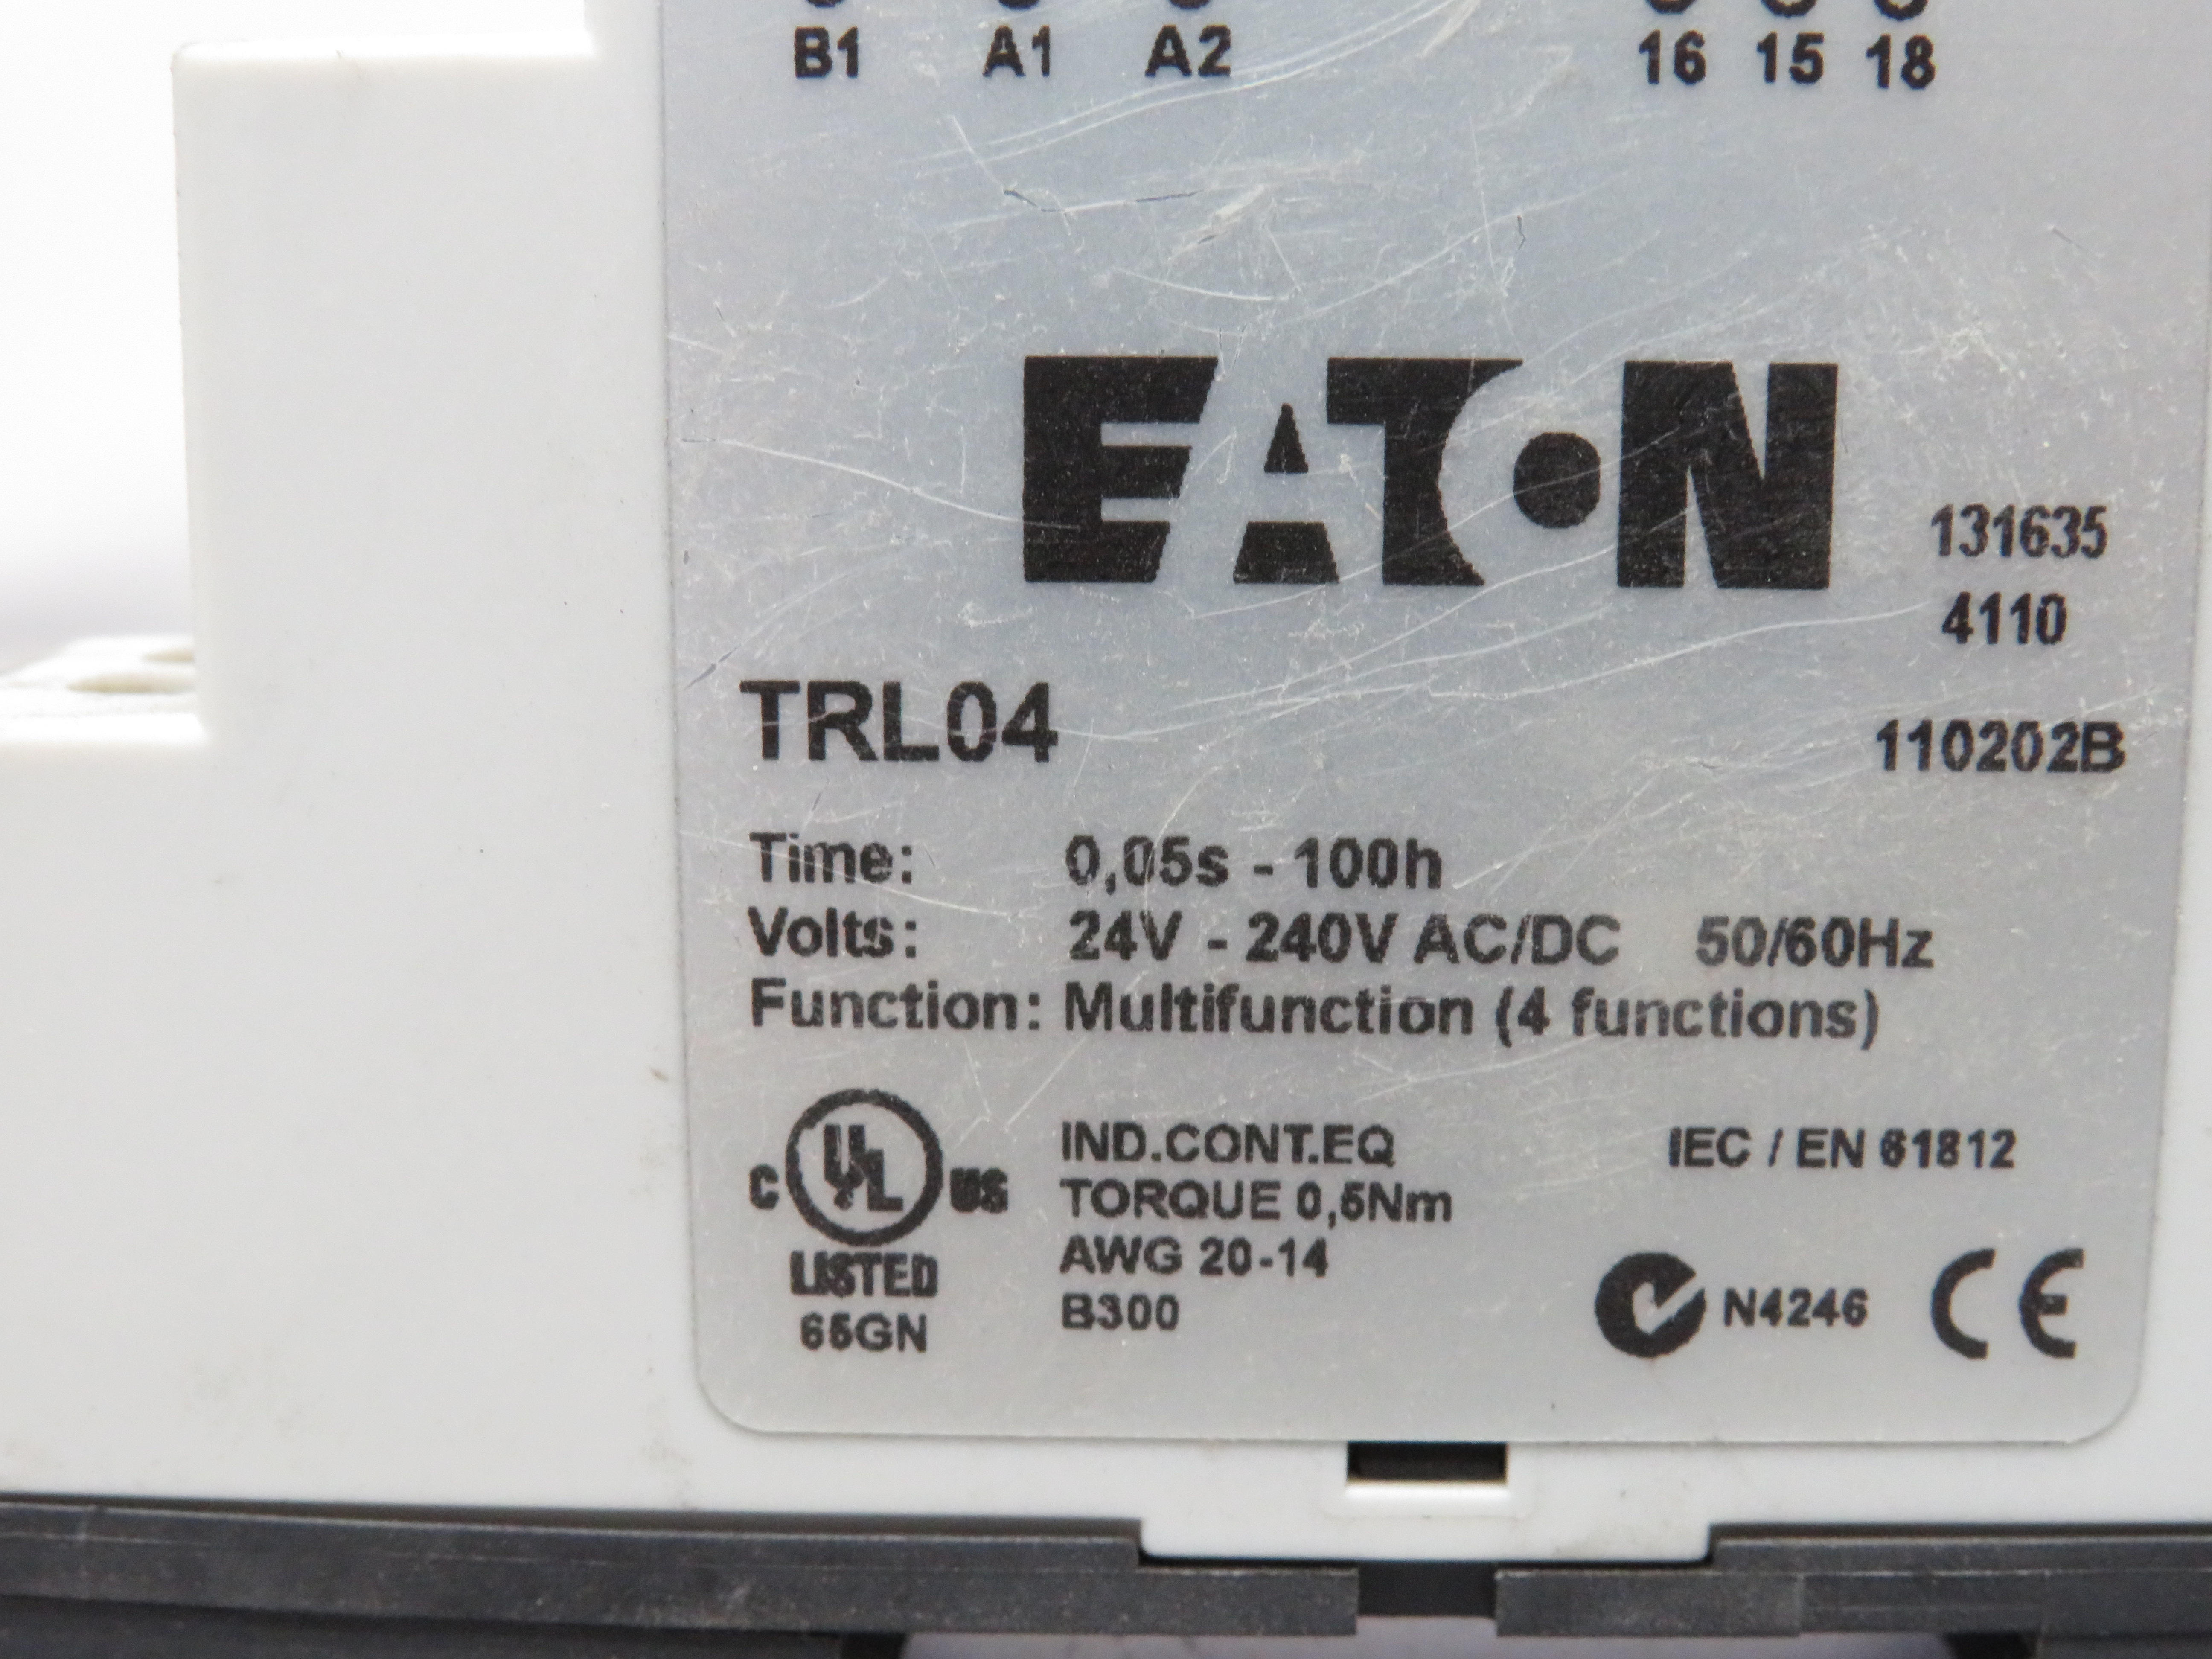 B1 A1 A2 16 15 18
EATON
131635
4110
TRL04 110202B
Time: 0,05s - 100h
Volts: 24V - 240V AC/DC 50/60Hz
Function: Multifunction (4 functions)
C UL US
LISTED
65GN
IND.CONT.EQ
TORQUE 0,5Nm
AWG 20-14
B300
IEC / EN 61812
N4246 CE